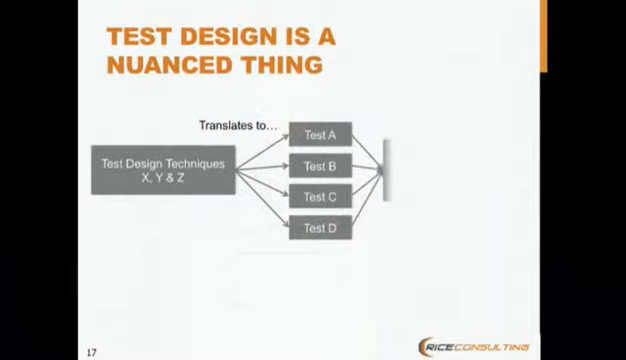 TEST DESIGN IS A
NUANCED THING
Translates to...
Test Design Techniques
X, Y & Z
Test A
Test B
Test C
Test D
17
RICECONSULTING